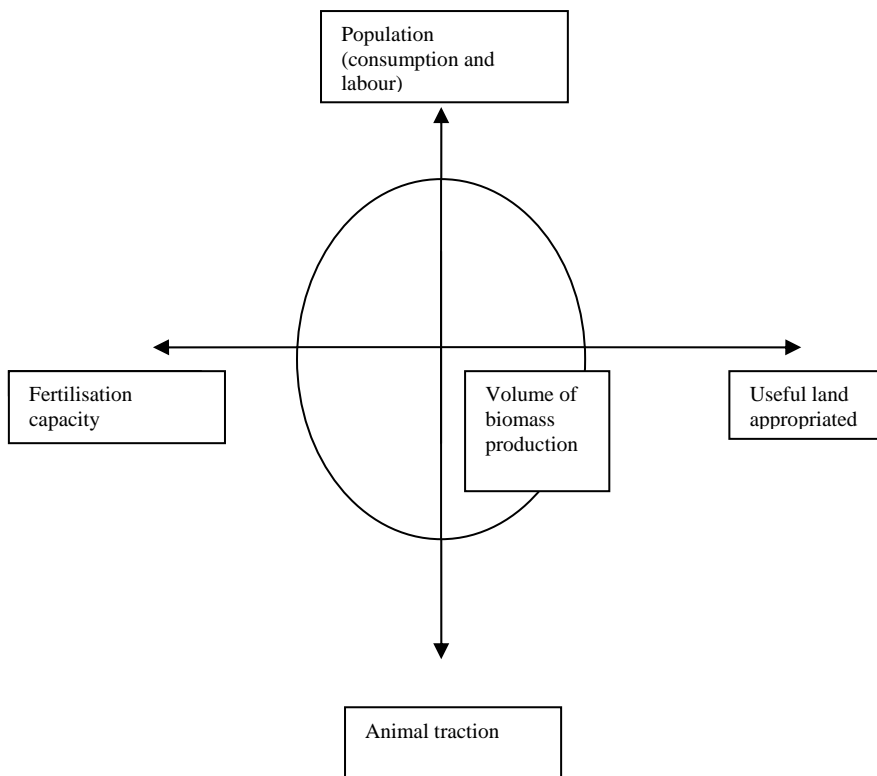 Population
(consumption and
labour)
Fertilisation
capacity
Volume of
biomass
production
Useful land
appropriated
Animal traction